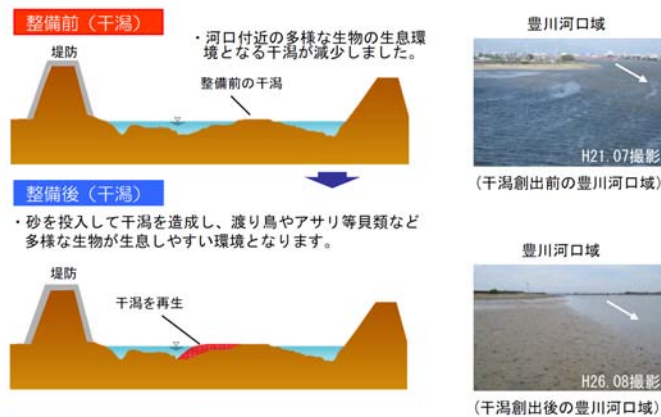 整備前（干潟）
・河口付近の多様な生物の生息環
境となる干潟が減少しました。
堤防
整備前の干潟
豊川河口域
H21.07撮影
(干潟創出前の豊川河口域)
整備後（干潟）
・砂を投入して干潟を造成し、渡り鳥やアサリ等貝類など
多様な生物が生息しやすい環境となります。
堤防
干潟を再生
豊川河口域
H26.08撮影
(干潟創出後の豊川河口域)